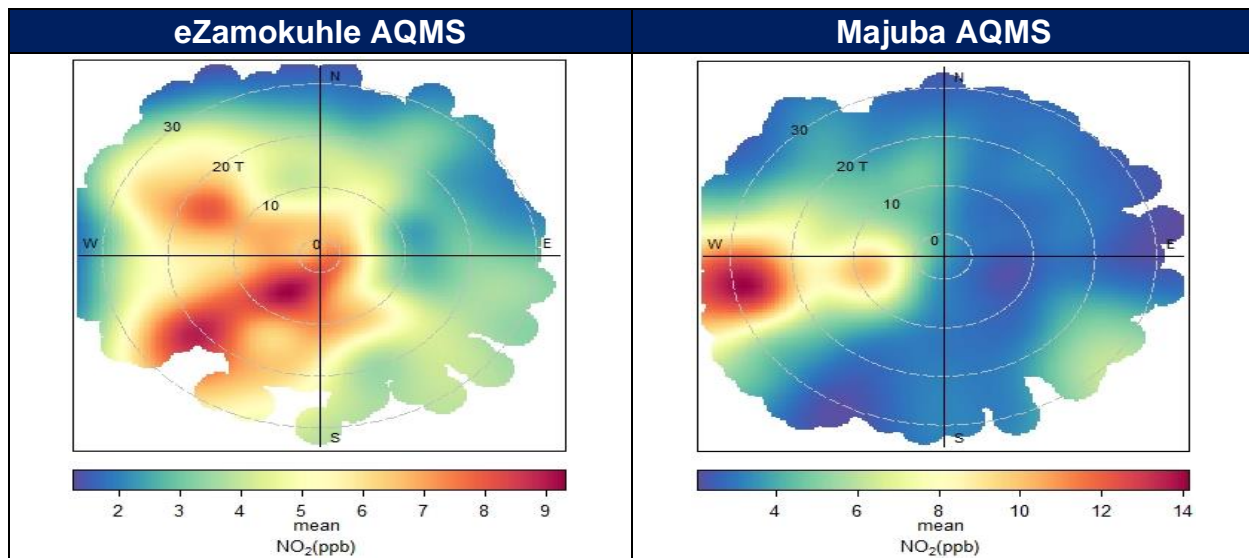 eZamokuhle AQMS
Majuba AQMS
N
30
20 T
10
W
0
E
S
2 3 4 5 6 7 8 9
mean
NO₂(ppb)
N
30
20 T
10
0
W
E
S
4 6 8 10 12 14
mean
NO₂(ppb)